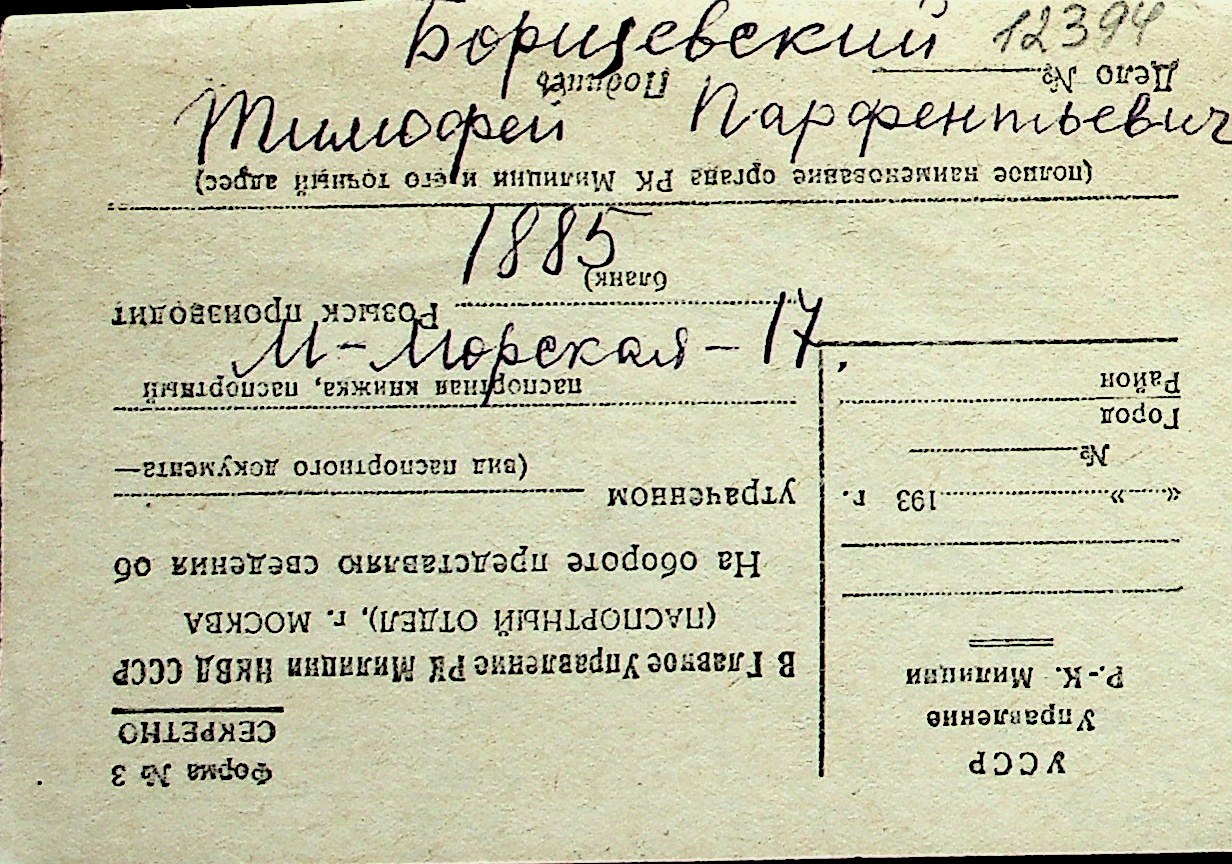 Борщевский 12394
Тимофей Парфентьевич
1885
М-Морская-17.
УССР
Управление
Р.-К. Милиции
«......»..................193 г.
№
Город
Район
Форма № 3
СЕКРЕТНО
В Главное Управление РК Милиции НКВД СССР
(ПАСПОРТНЫЙ ОТДЕЛ), г. МОСКВА
На обороте представляю сведения об
утраченном
(вид паспортного документа—
паспортная книжка, паспортный
бланк)
Розыск производит
(полное наименование органа РК Милиции и его точный адрес)
Дело №
Подпись